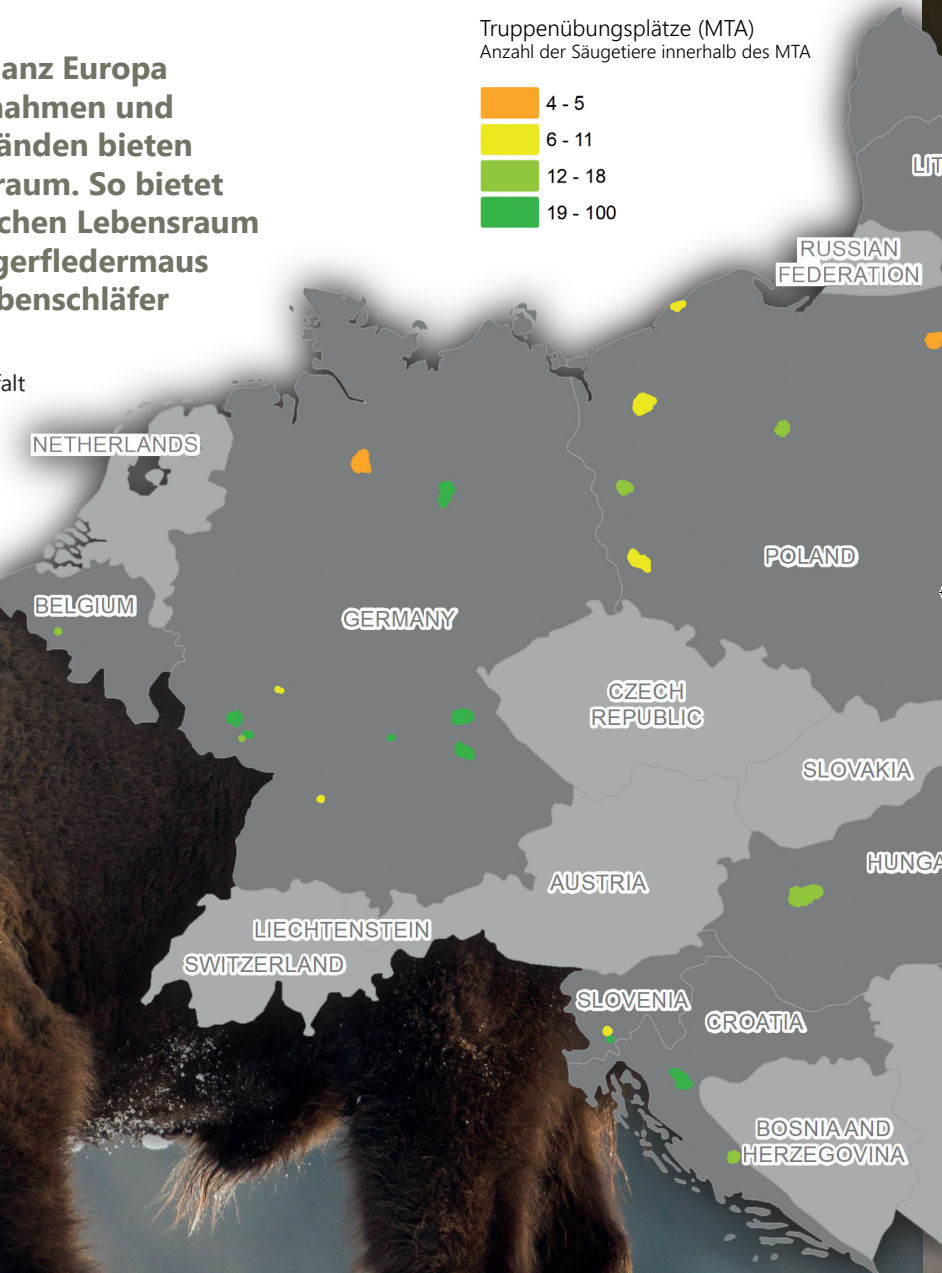 anz Europa
nahmen und
änden bieten
raum. So bietet
chen Lebensraum
gerfledermaus
benschläfer
falt
Truppenübungsplätze (MTA)
Anzahl der Säugetiere innerhalb des MTA
4 - 5
6 - 11
12 - 18
19 - 100
LIT
RUSSIAN
FEDERATION
NETHERLANDS
POLAND
BELGIUM
GERMANY
CZECH
REPUBLIC
SLOVAKIA
HUNGA
AUSTRIA
LIECHTENSTEIN
SWITZERLAND
SLOVENIA
CROATIA
BOSNIA AND
HERZEGOVINA